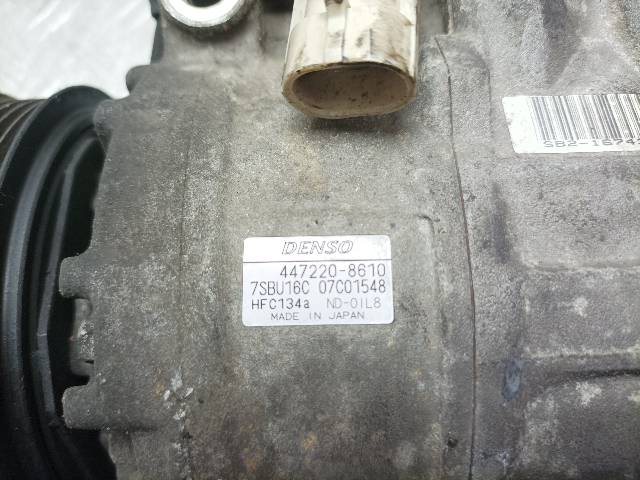 DENSO
447220-8610
7SBU16C 07C01548
HFC134a ND-OIL8
MADE IN JAPAN